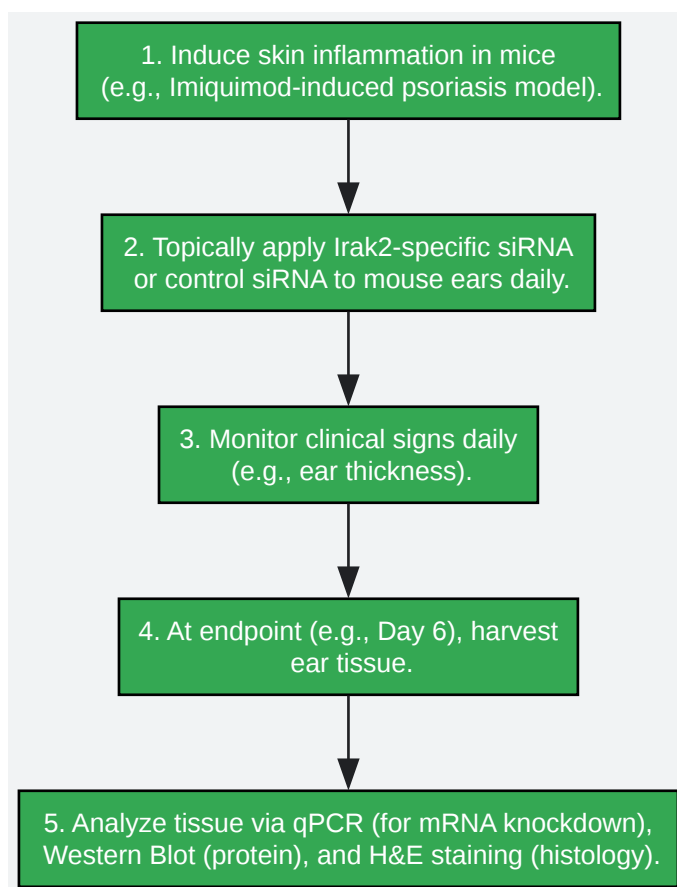 1. Induce skin inflammation in mice
(e.g., Imiquimod-induced psoriasis model).
2. Topically apply Irak2-specific siRNA
or control siRNA to mouse ears daily.
3. Monitor clinical signs daily
(e.g., ear thickness).
4. At endpoint (e.g., Day 6), harvest
ear tissue.
5. Analyze tissue via qPCR (for mRNA knockdown),
Western Blot (protein), and H&E staining (histology).